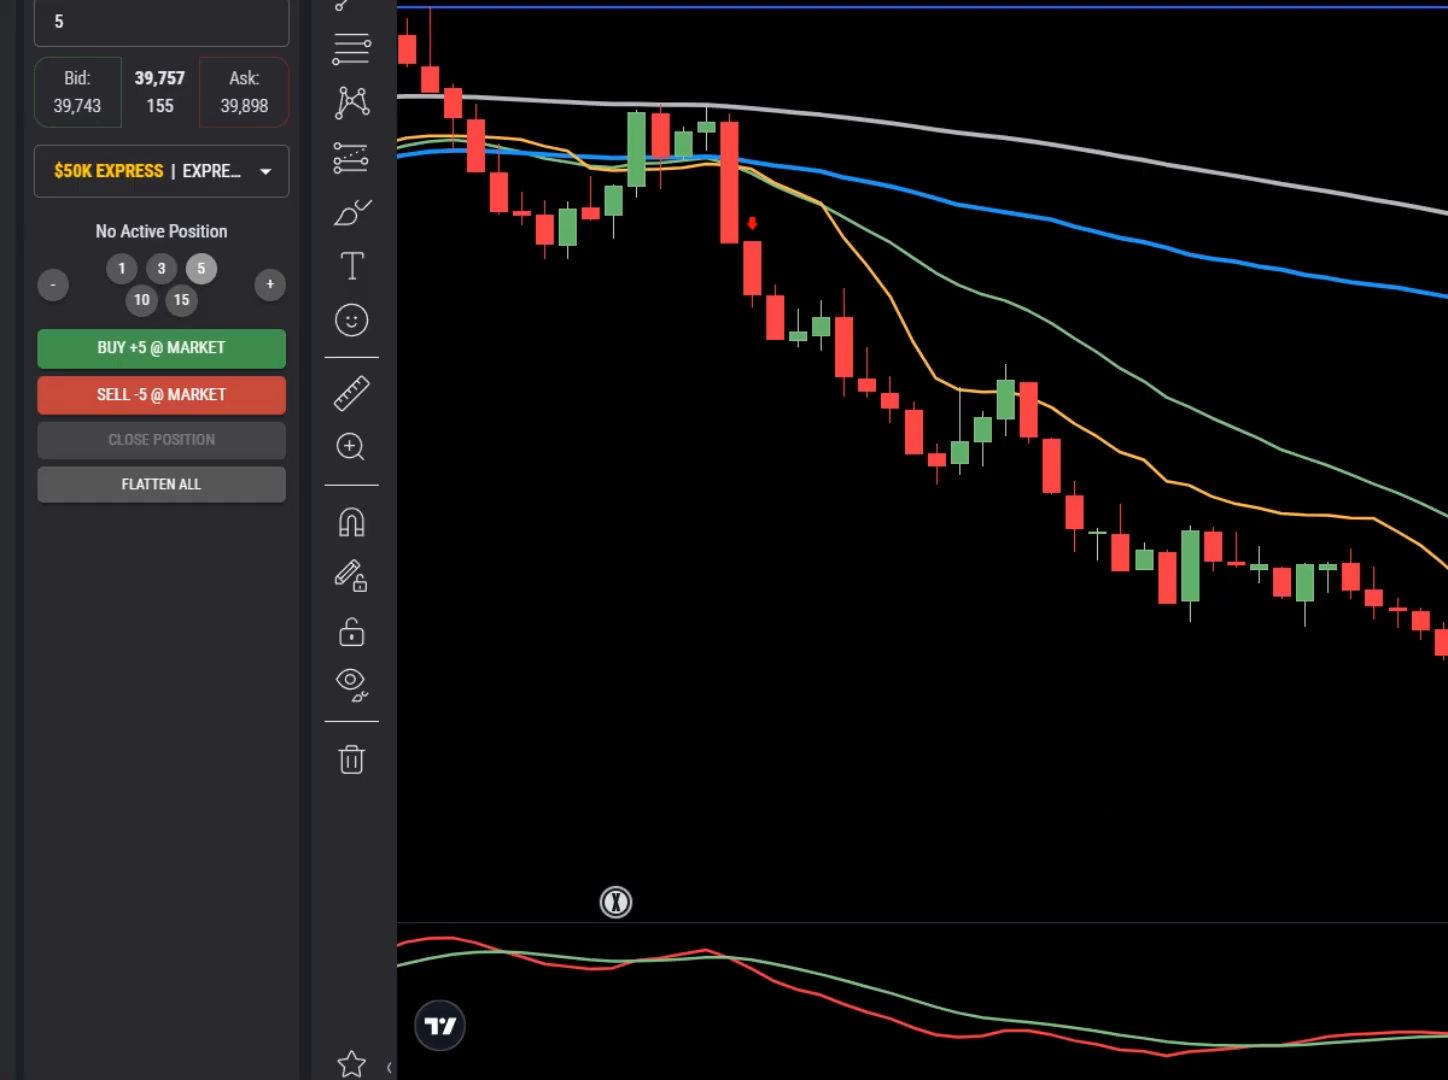 5
Bid: 39,757 Ask:
39,743 155 39,898
$50K EXPRESS | EXPRE...
No Active Position
- 1 3 5 +
10 15
BUY +5 @ MARKET
SELL -5 @ MARKET
CLOSE POSITION
FLATTEN ALL